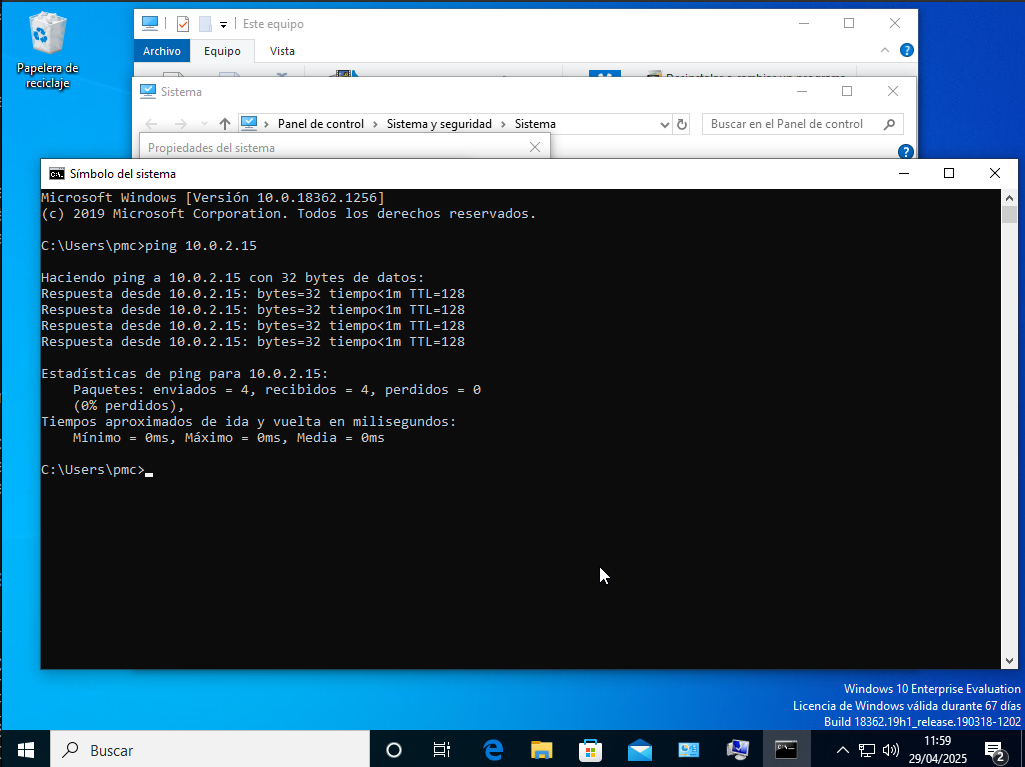 Papelera de
reciclaje
Este equipo
Archivo
Equipo
Vista
Desinstalar o cambiar un programa
Sistema
Panel de control
Sistema y seguridad
Sistema
Buscar en el Panel de control
Propiedades del sistema
Símbolo del sistema
Microsoft Windows [Versión 10.0.18362.1256]
(c) 2019 Microsoft Corporation. Todos los derechos reservados.
C:\Users\pmc>ping 10.0.2.15
Haciendo ping a 10.0.2.15 con 32 bytes de datos:
Respuesta desde 10.0.2.15: bytes=32 tiempo<1m TTL=128
Respuesta desde 10.0.2.15: bytes=32 tiempo<1m TTL=128
Respuesta desde 10.0.2.15: bytes=32 tiempo<1m TTL=128
Respuesta desde 10.0.2.15: bytes=32 tiempo<1m TTL=128
Estadísticas de ping para 10.0.2.15:
Paquetes: enviados = 4, recibidos = 4, perdidos = 0
(0% perdidos),
Tiempos aproximados de ida y vuelta en milisegundos:
Mínimo = 0ms, Máximo = 0ms, Media = 0ms
C:\Users\pmc>
Windows 10 Enterprise Evaluation
Licencia de Windows válida durante 67 días
Build 18362.19h1_release.190318-1202
Buscar
11:59
29/04/2025
2